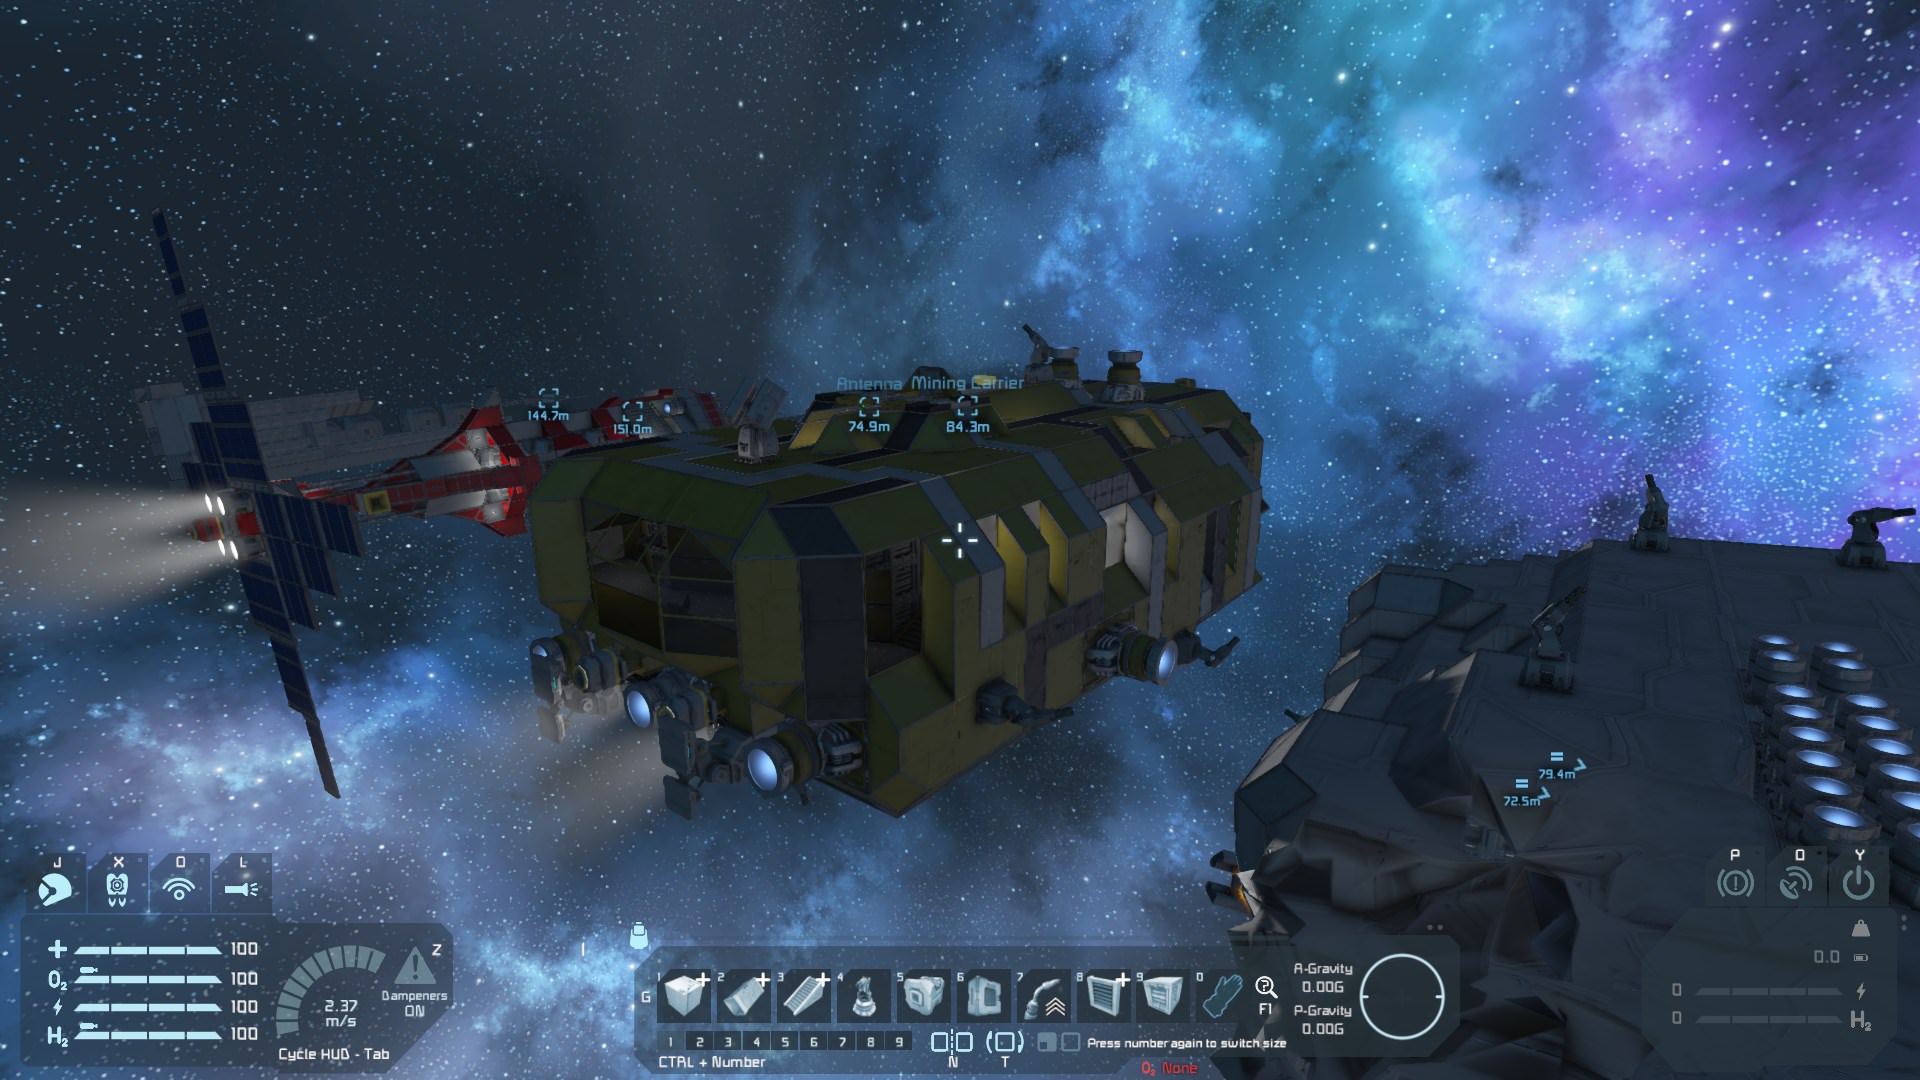 Antenna Mining Carrier
144.7m
151.0m
74.9m
84.3m
79.4m
72.5m
J X O L
P O Y
100
O2 100
100
H2 100
2.37
m/s
Z
Dampeners
ON
Cycle HUD - Tab
G
1 2 3 4 5 6 7 8 9 0
F1
1 2 3 4 5 6 7 8 9
CTRL + Number
N T
Press number again to switch size
O2 None
A-Gravity
0.00G
P-Gravity
0.00G
0.0
0
0 H2